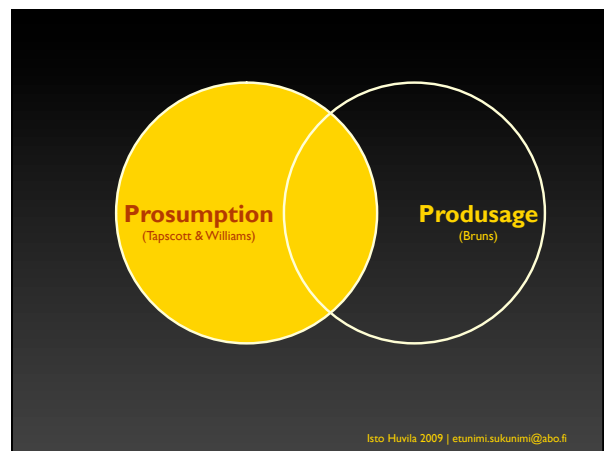 Prosumption
(Tapscott & Williams)
Produsage
(Bruns)
Isto Huvila 2009 | etunimi.sukunimi@abo.fi